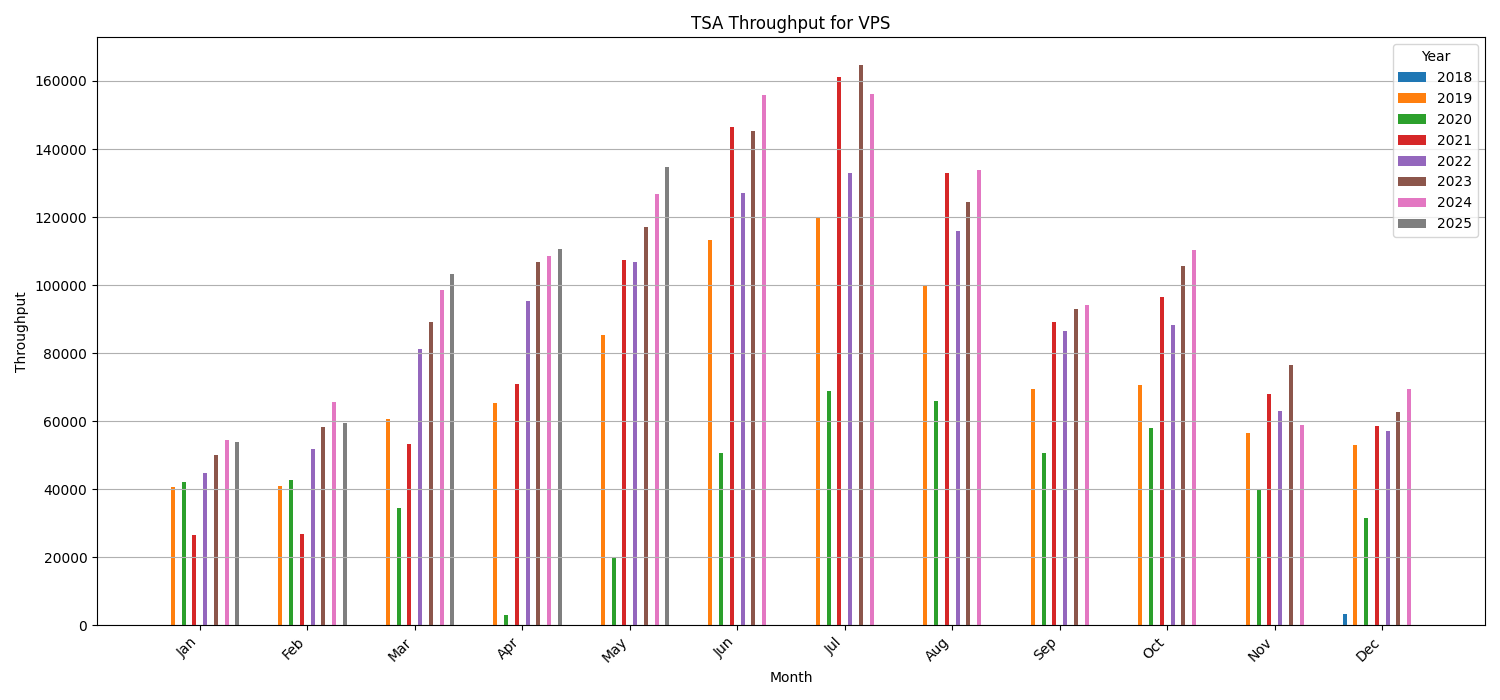 TSA Throughput for VPS
Throughput
160000
140000
120000
100000
80000
60000
40000
20000
0
Jan
Feb
Mar
Apr
May
Jun
Jul
Aug
Sep
Oct
Nov
Dec
Month
Year
2018
2019
2020
2021
2022
2023
2024
2025